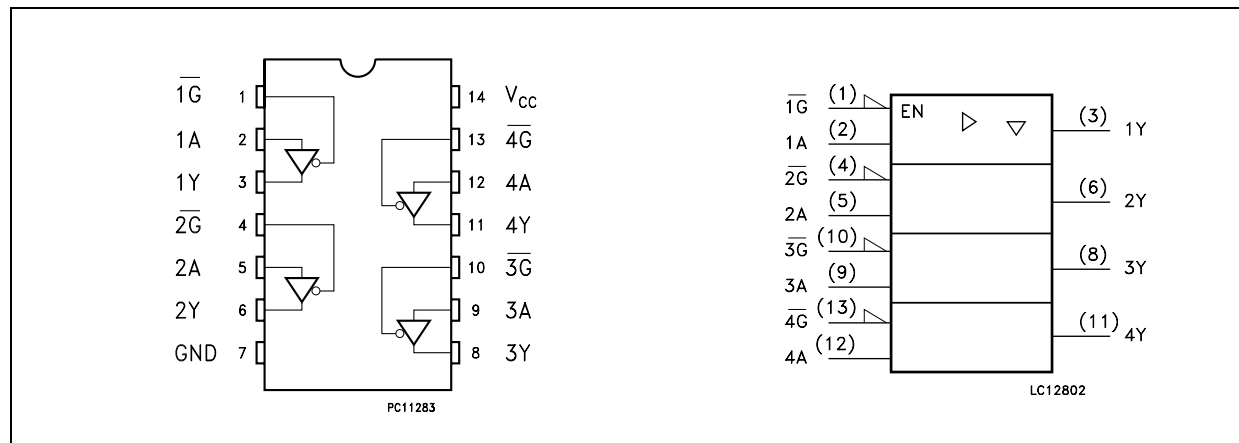 1G̅ 1
1A 2
1Y 3
2G̅ 4
2A 5
2Y 6
GND 7
14 VCC
13 4G̅
12 4A
11 4Y
10 3G̅
9 3A
8 3Y
PC11283
1G̅ (1)
1A (2)
2G̅ (4)
2A (5)
3G̅ (10)
3A (9)
4G̅ (13)
4A (12)
EN
(3) 1Y
(6) 2Y
(8) 3Y
(11) 4Y
LC12802